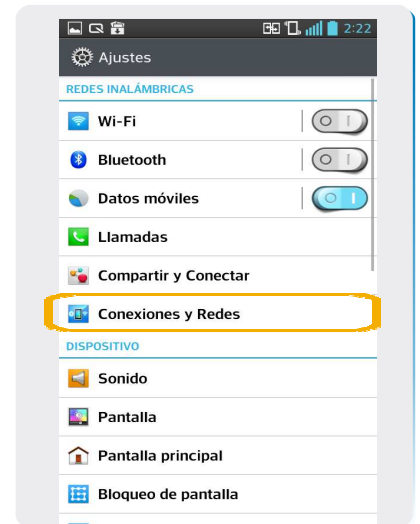 2:22
Ajustes
REDES INALÁMBRICAS
Wi-Fi
Bluetooth
Datos móviles
Llamadas
Compartir y Conectar
Conexiones y Redes
DISPOSITIVO
Sonido
Pantalla
Pantalla principal
Bloqueo de pantalla